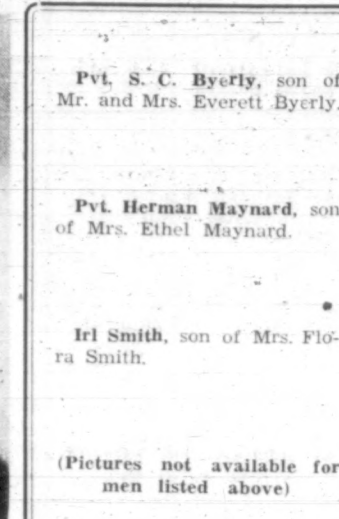 Pvt. S. C. Byerly, son of
Mr. and Mrs. Everett Byerly.
Pvt. Herman Maynard, son
of Mrs. Ethel Maynard.
Irl Smith, son of Mrs. Flo-
ra Smith.
(Pictures not available for
men listed above)